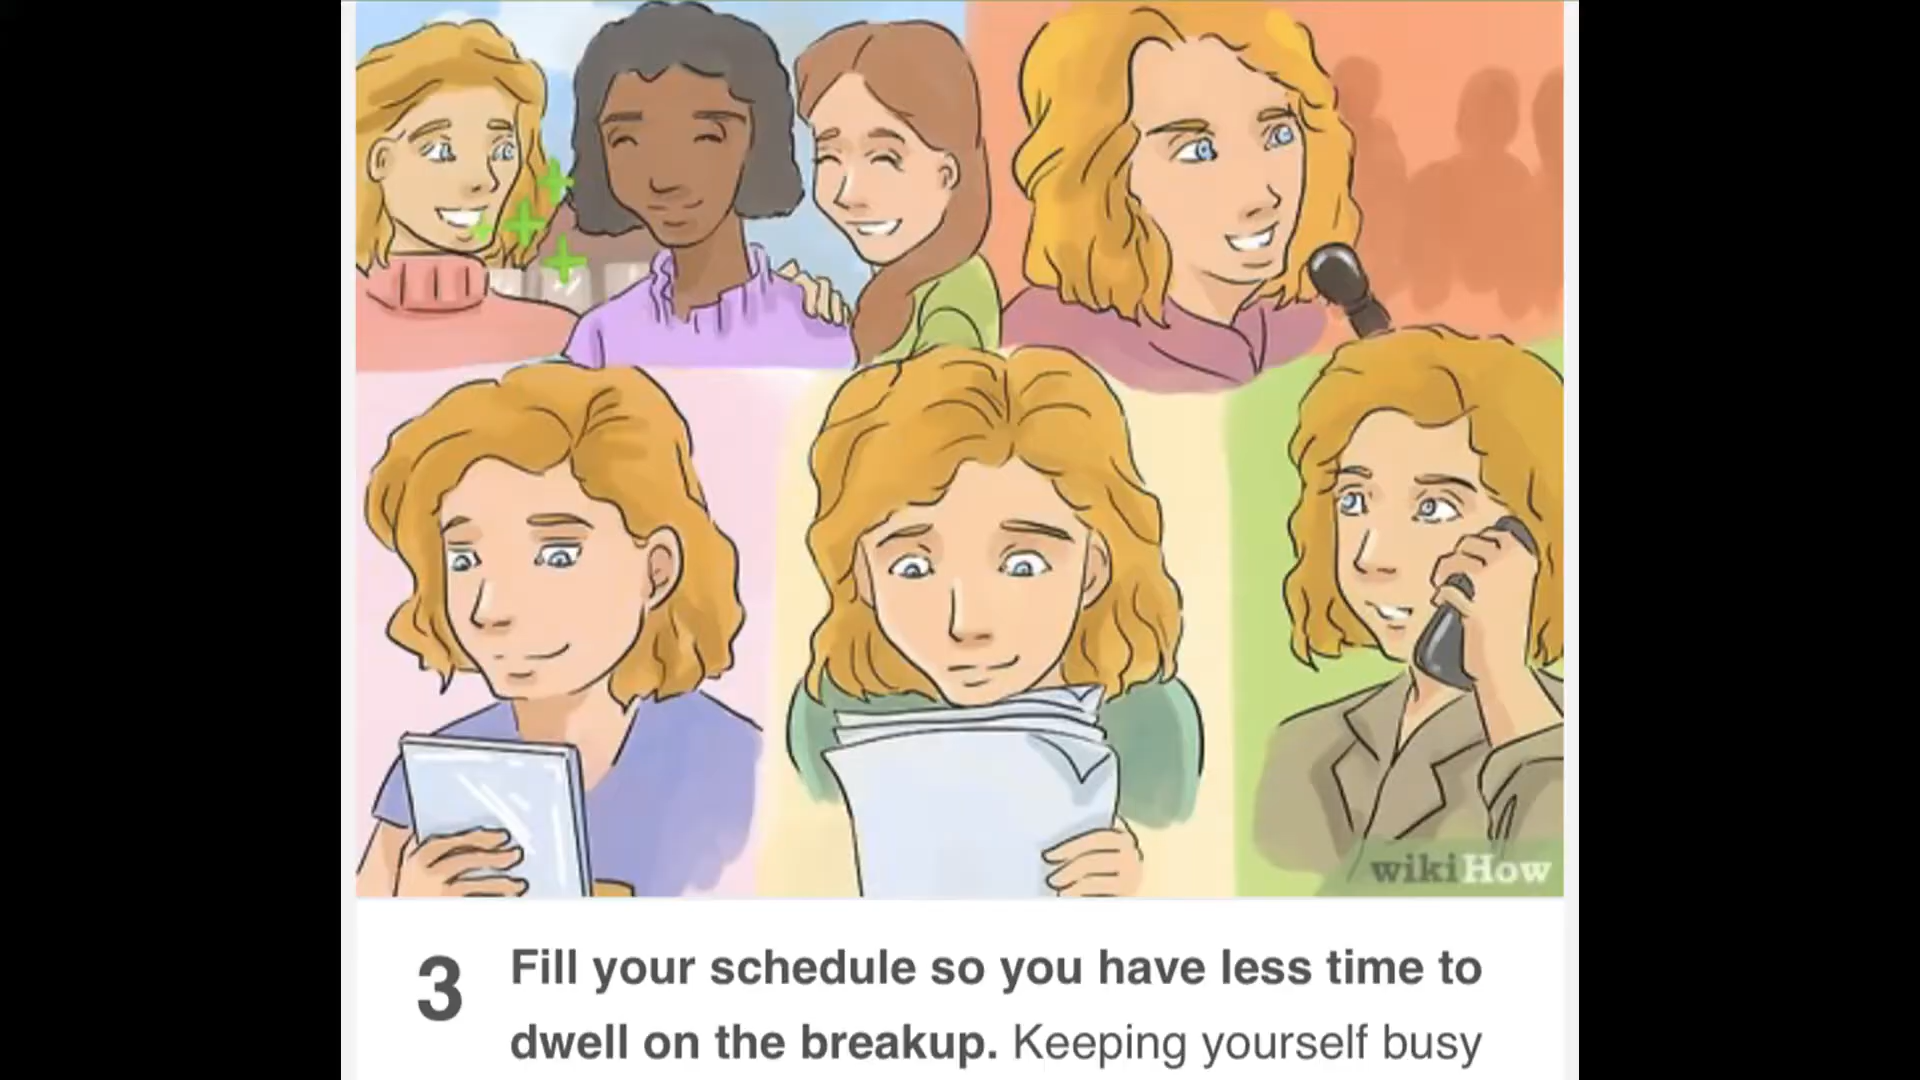 wikiHow
3
Fill your schedule so you have less time to
dwell on the breakup. Keeping yourself busy